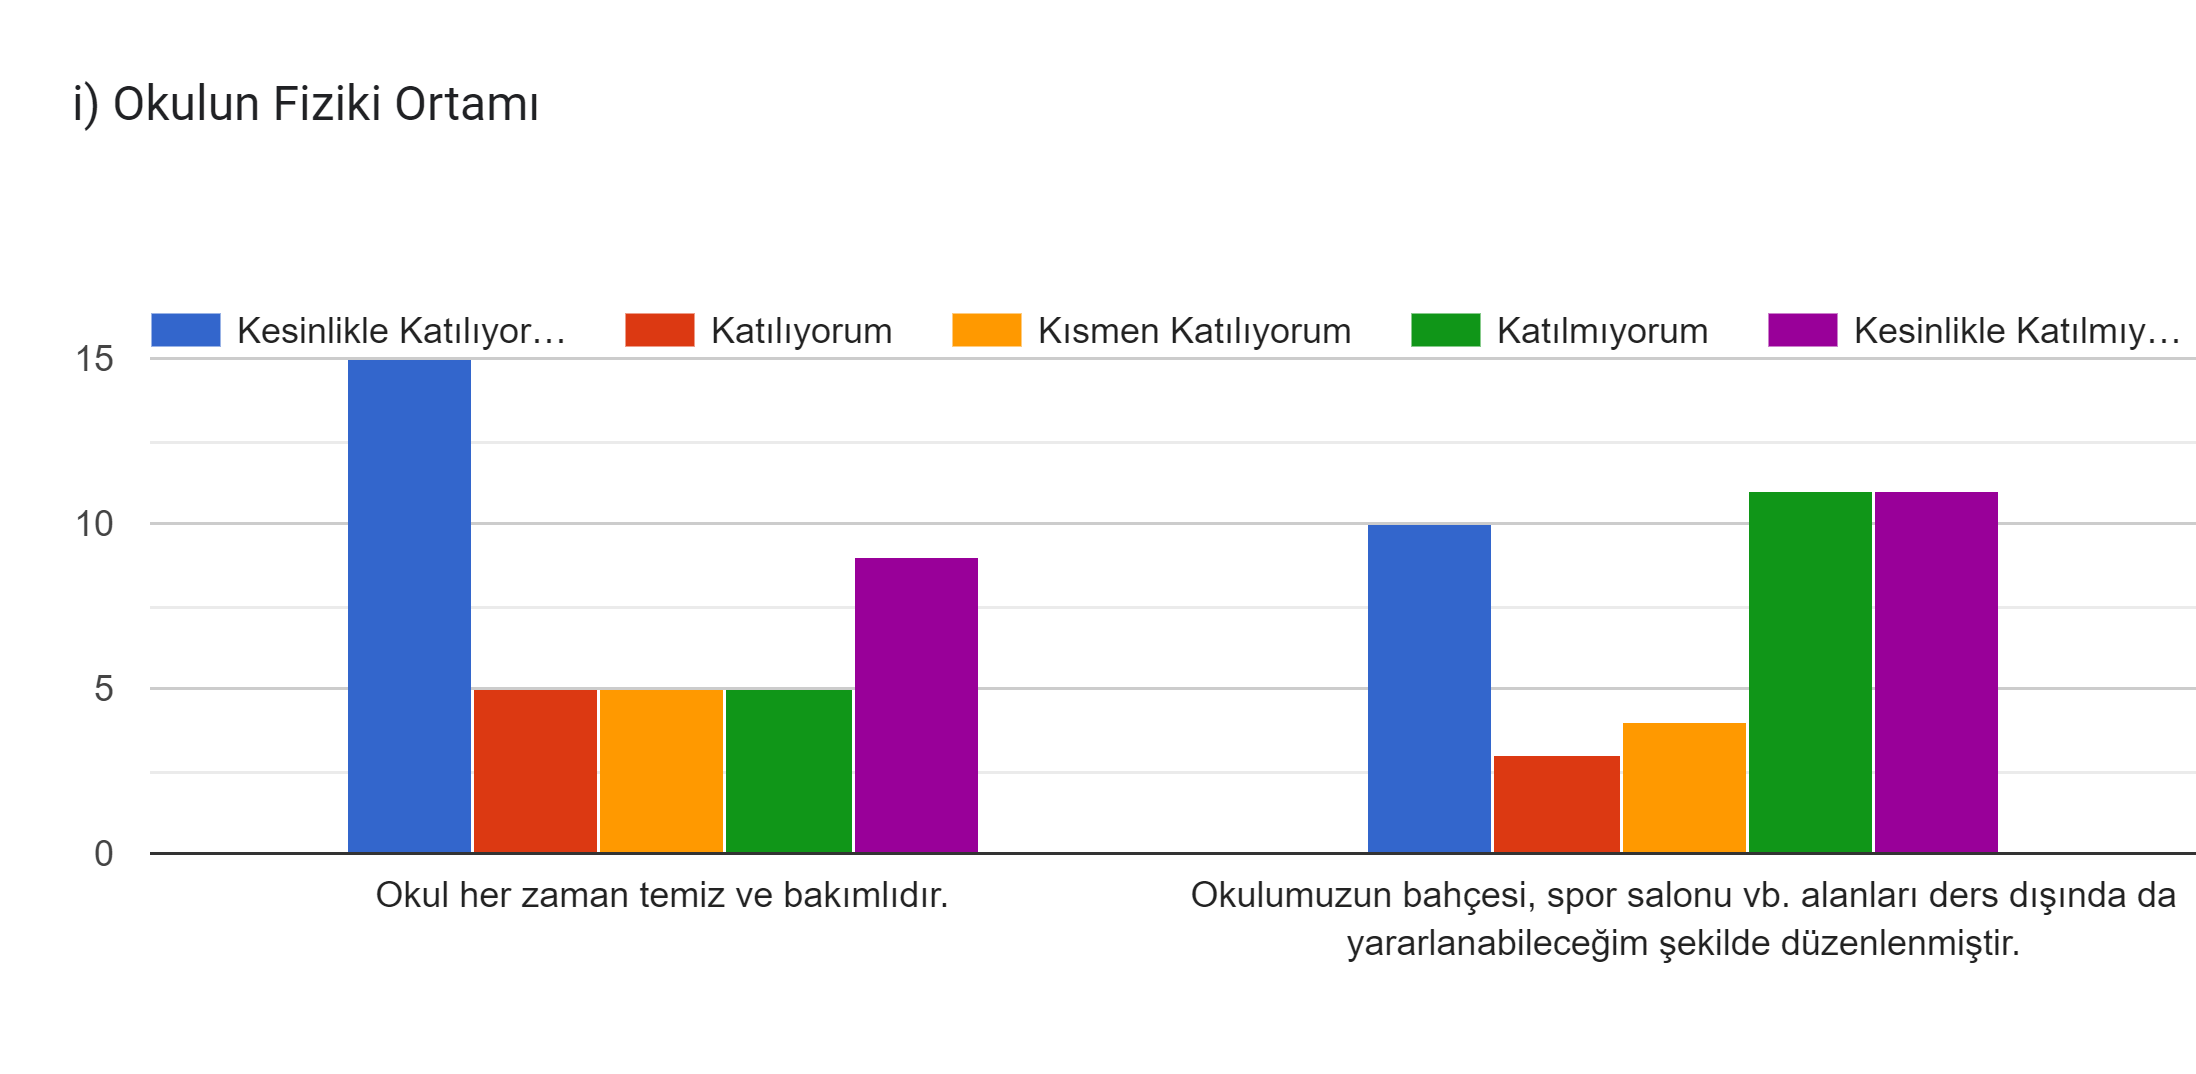 i) Okulun Fiziki Ortamı
Kesinlikle Katılıyor…
Katılıyorum
Kısmen Katılıyorum
Katılmıyorum
Kesinlikle Katılmıy…
15
10
5
0
Okul her zaman temiz ve bakımlıdır.
Okulumuzun bahçesi, spor salonu vb. alanları ders dışında da
yararlanabileceğim şekilde düzenlenmiştir.